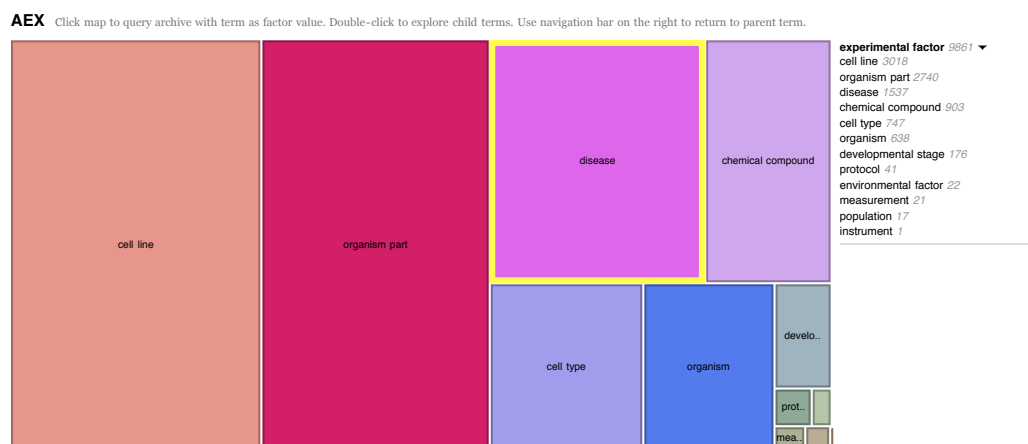 AEX Click map to query archive with term as factor value. Double-click to explore child terms. Use navigation bar on the right to return to parent term.
experimental factor 9861
cell line 3018
organism part 2740
disease 1537
chemical compound 903
cell type 747
organism 638
developmental stage 176
protocol 41
environmental factor 22
measurement 21
population 17
instrument 1
disease
chemical compound
cell line
organism part
develo..
cell type
organism
prot..
mea..